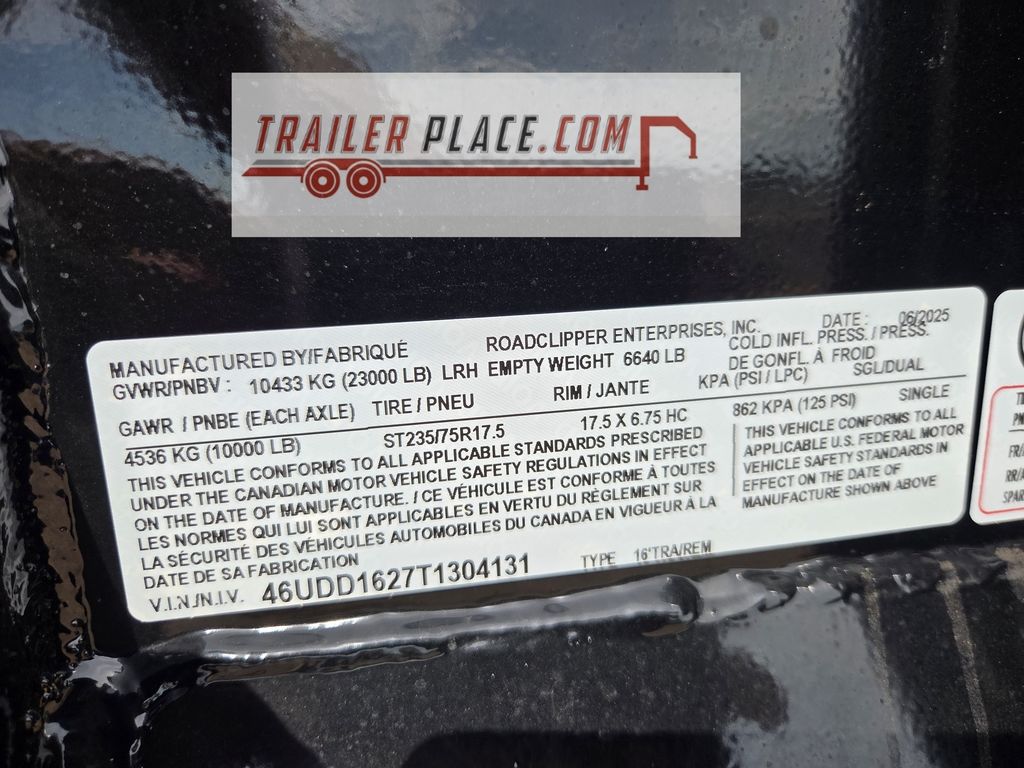 TRAILER PLACE.COM
MANUFACTURED BY/FABRIQUÉ ROADCLIPPER ENTERPRISES, INC. DATE: 06/2025
GVWR/PNBV : 10433 KG (23000 LB) LRH EMPTY WEIGHT 6640 LB COLD INFL. PRESS. / PRESS. DE GONFL. À FROID
GAWR / PNBE (EACH AXLE) TIRE / PNEU RIM / JANTE KPA (PSI / LPC) SGL/DUAL
4536 KG (10000 LB) ST235/75R17.5 17.5 X 6.75 HC 862 KPA (125 PSI) SINGLE
THIS VEHICLE CONFORMS TO ALL APPLICABLE STANDARDS PRESCRIBED
UNDER THE CANADIAN MOTOR VEHICLE SAFETY REGULATIONS IN EFFECT
ON THE DATE OF MANUFACTURE. / CE VÉHICULE EST CONFORME À TOUTES
LES NORMES QUI LUI SONT APPLICABLES EN VERTU DU RÈGLEMENT SUR
LA SÉCURITÉ DES VÉHICULES AUTOMOBILES DU CANADA EN VIGUEUR À LA
DATE DE SA FABRICATION
THIS VEHICLE CONFORMS TO ALL
APPLICABLE U.S. FEDERAL MOTOR
VEHICLE SAFETY STANDARDS IN
EFFECT ON THE DATE OF
MANUFACTURE SHOWN ABOVE
V.I.N./N.I.V. 46UDD1627T1304131 TYPE 16'TRA/REM